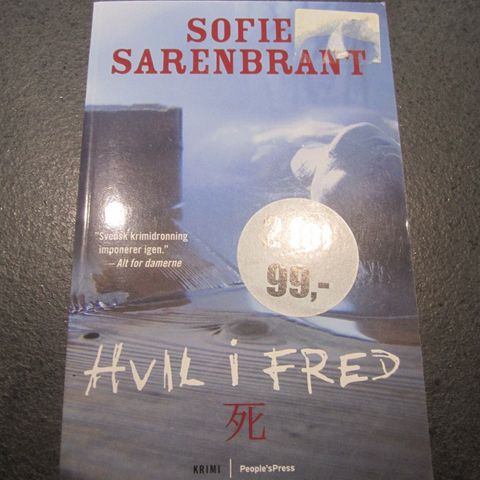 SOFIE
SARENBRANT
"Svensk krimidronning
imponerer igen."
– Alt for damerne
99,-
HVIL i FRED
死
KRIMI | People'sPress